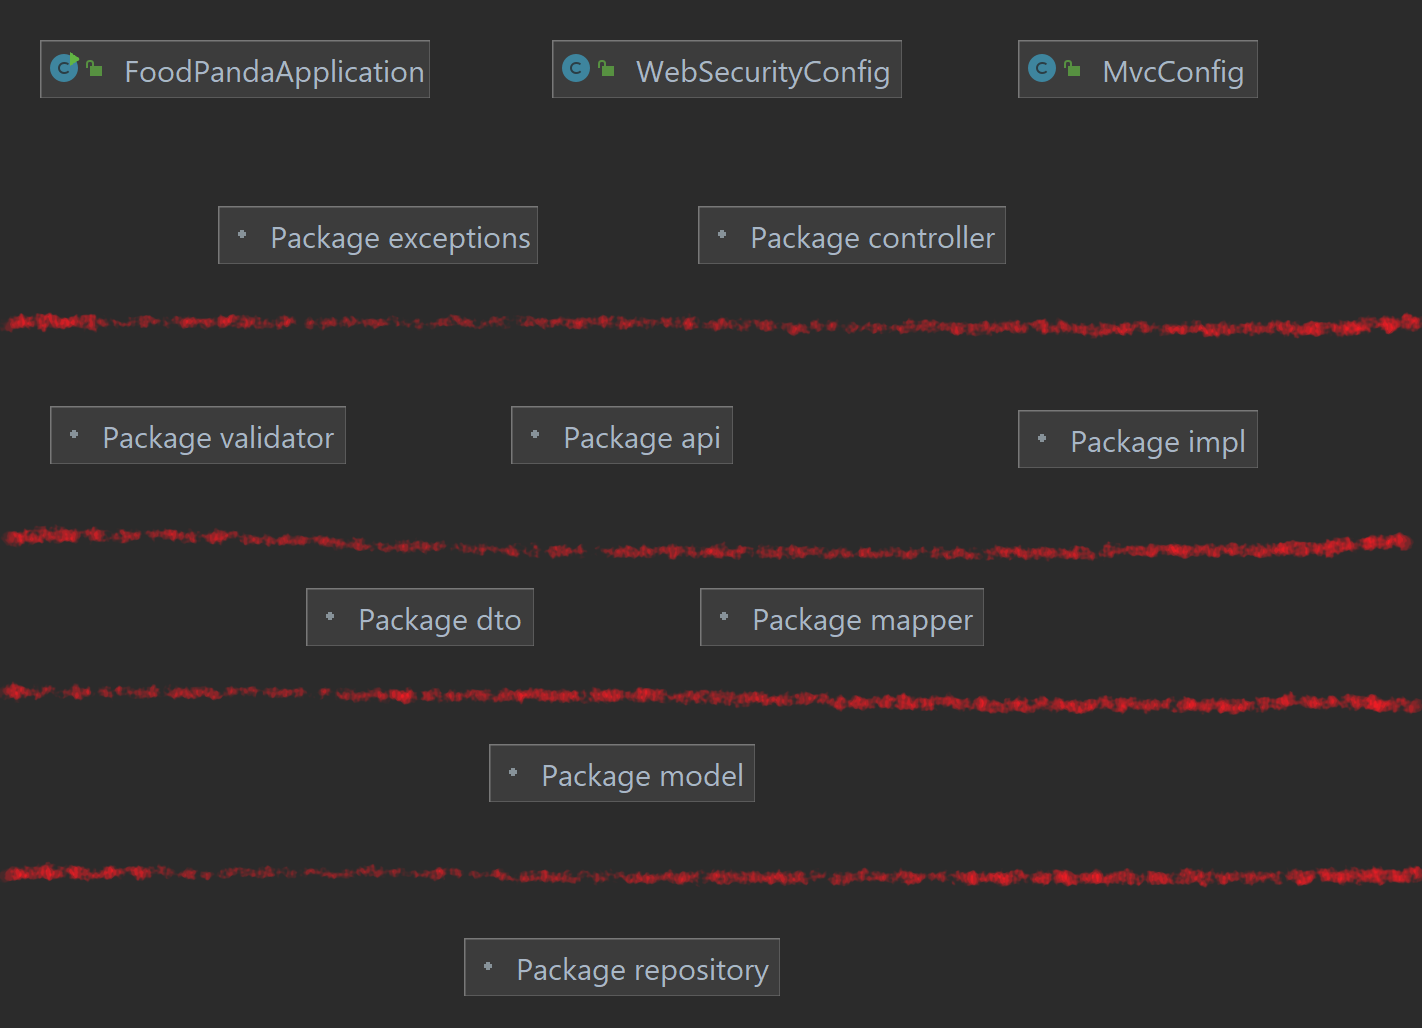 FoodPandaApplication
WebSecurityConfig
MvcConfig
Package exceptions
Package controller
Package validator
Package api
Package impl
Package dto
Package mapper
Package model
Package repository